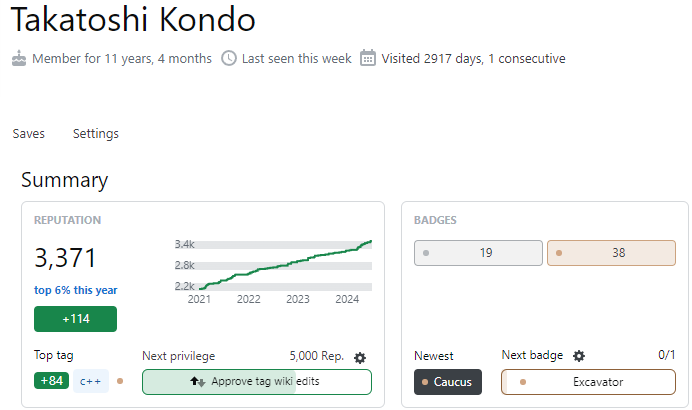 Takatoshi Kondo
Member for 11 years, 4 months Last seen this week Visited 2917 days, 1 consecutive
Saves Settings
Summary
REPUTATION
3,371
top 6% this year
+114
3.4k
2.8k
2.2k
2021 2022 2023 2024
Top tag
+84 c++
Next privilege 5,000 Rep.
Approve tag wiki edits
BADGES
19 38
Newest
Caucus
Next badge 0/1
Excavator